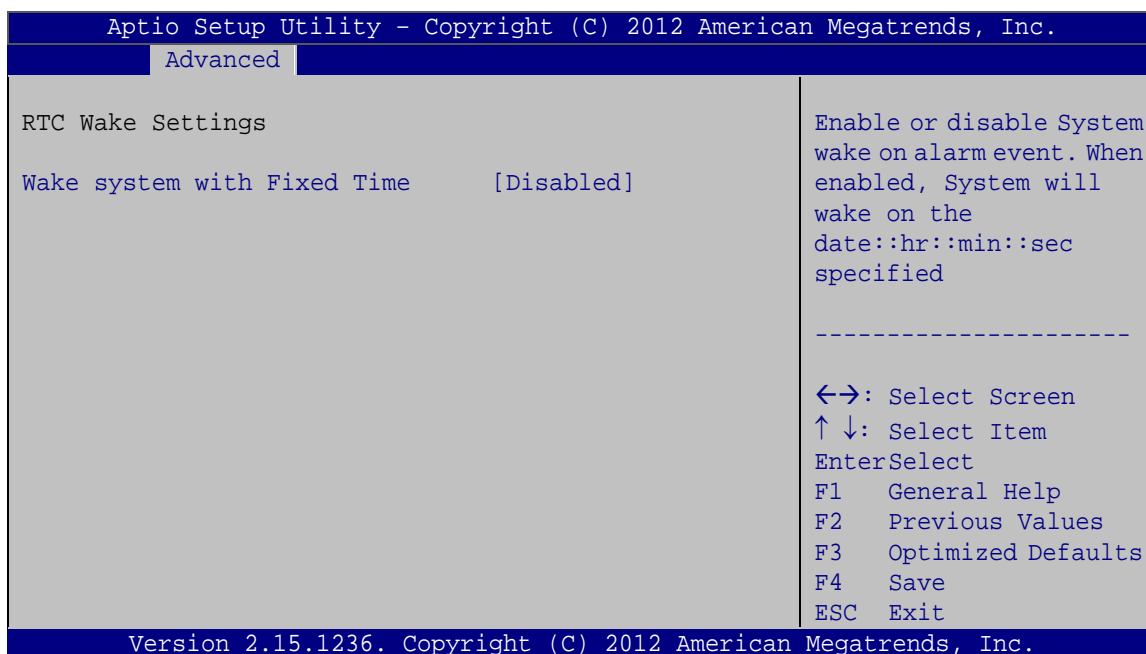 Aptio Setup Utility – Copyright (C) 2012 American Megatrends, Inc.
Advanced
RTC Wake Settings
Wake system with Fixed Time [Disabled]
Enable or disable System
wake on alarm event. When
enabled, System will
wake on the
date::hr::min::sec
specified
----------------------
←→: Select Screen
↑ ↓: Select Item
EnterSelect
F1 General Help
F2 Previous Values
F3 Optimized Defaults
F4 Save
ESC Exit
Version 2.15.1236. Copyright (C) 2012 American Megatrends, Inc.